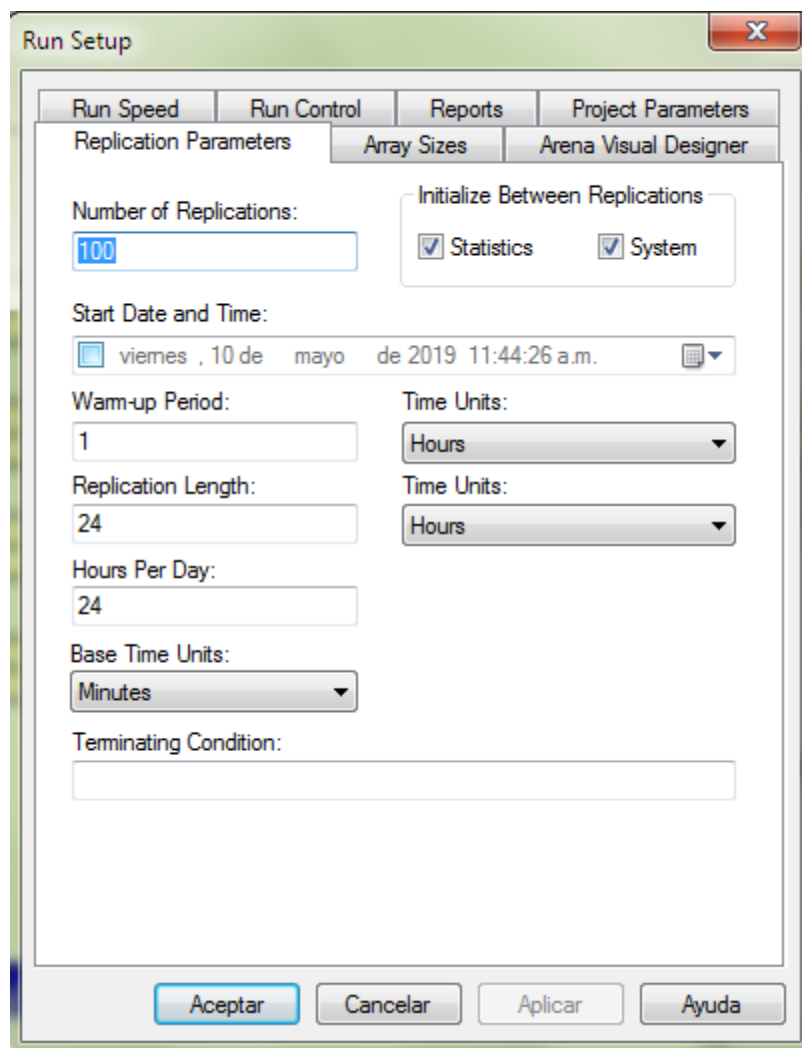 Run Setup
Run Speed Run Control Reports Project Parameters
Replication Parameters Array Sizes Arena Visual Designer
Number of Replications: Initialize Between Replications
100 Statistics System
Start Date and Time:
viernes , 10 de mayo de 2019 11:44:26 a.m.
Warm-up Period: Time Units:
1 Hours
Replication Length: Time Units:
24 Hours
Hours Per Day:
24
Base Time Units:
Minutes
Terminating Condition:
Aceptar Cancelar Aplicar Ayuda